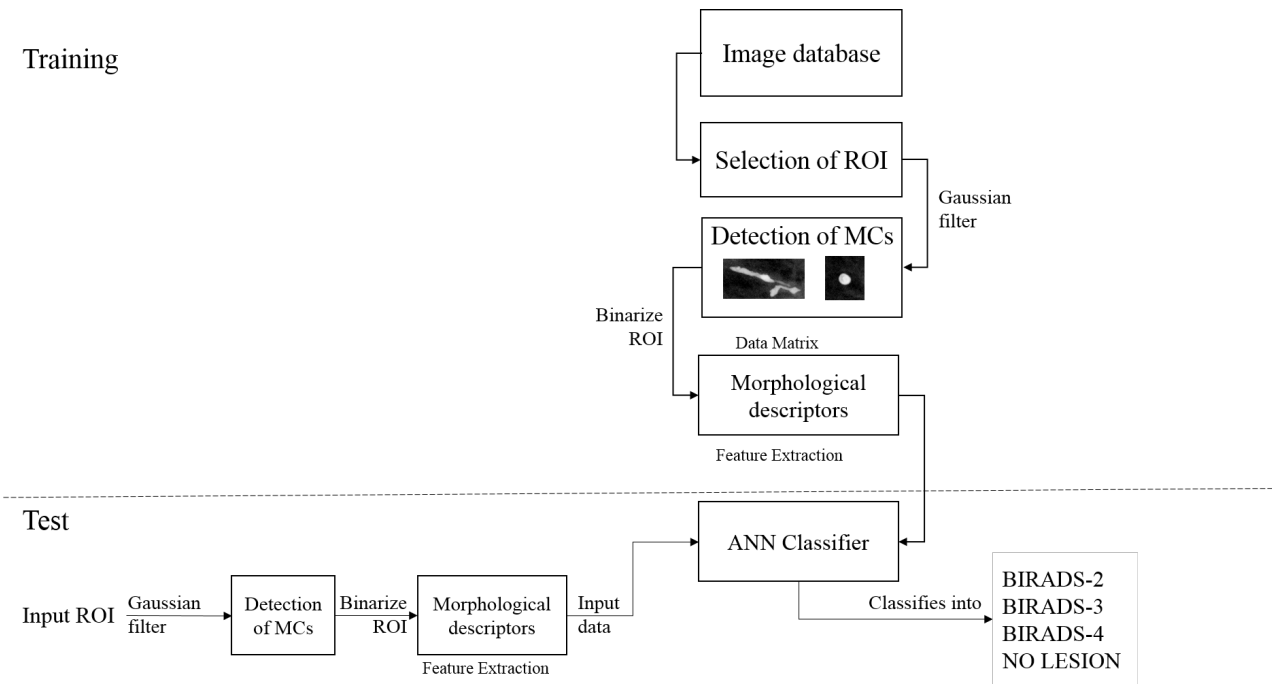 Training
Image database
Selection of ROI
Gaussian
filter
Detection of MCs
Binarize
ROI
Data Matrix
Morphological
descriptors
Feature Extraction
Test
ANN Classifier
Input ROI
Gaussian
filter
Detection
of MCs
Binarize
ROI
Morphological
descriptors
Feature Extraction
Input
data
Classifies into
BIRADS-2
BIRADS-3
BIRADS-4
NO LESION